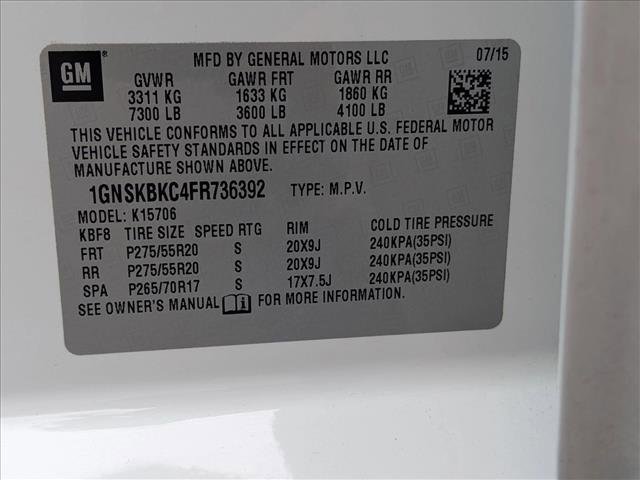 GM
MFD BY GENERAL MOTORS LLC 07/15
GVWR GAWR FRT GAWR RR
3311 KG 1633 KG 1860 KG
7300 LB 3600 LB 4100 LB
THIS VEHICLE CONFORMS TO ALL APPLICABLE U.S. FEDERAL MOTOR
VEHICLE SAFETY STANDARDS IN EFFECT ON THE DATE OF
MANUFACTURE SHOWN ABOVE.
1GNSKBKC4FR736392 TYPE: M.P.V.
MODEL: K15706
KBF8 TIRE SIZE SPEED RTG RIM COLD TIRE PRESSURE
FRT P275/55R20 S 20X9J 240KPA(35PSI)
RR P275/55R20 S 20X9J 240KPA(35PSI)
SPA P265/70R17 S 17X7.5J 240KPA(35PSI)
SEE OWNER'S MANUAL FOR MORE INFORMATION.